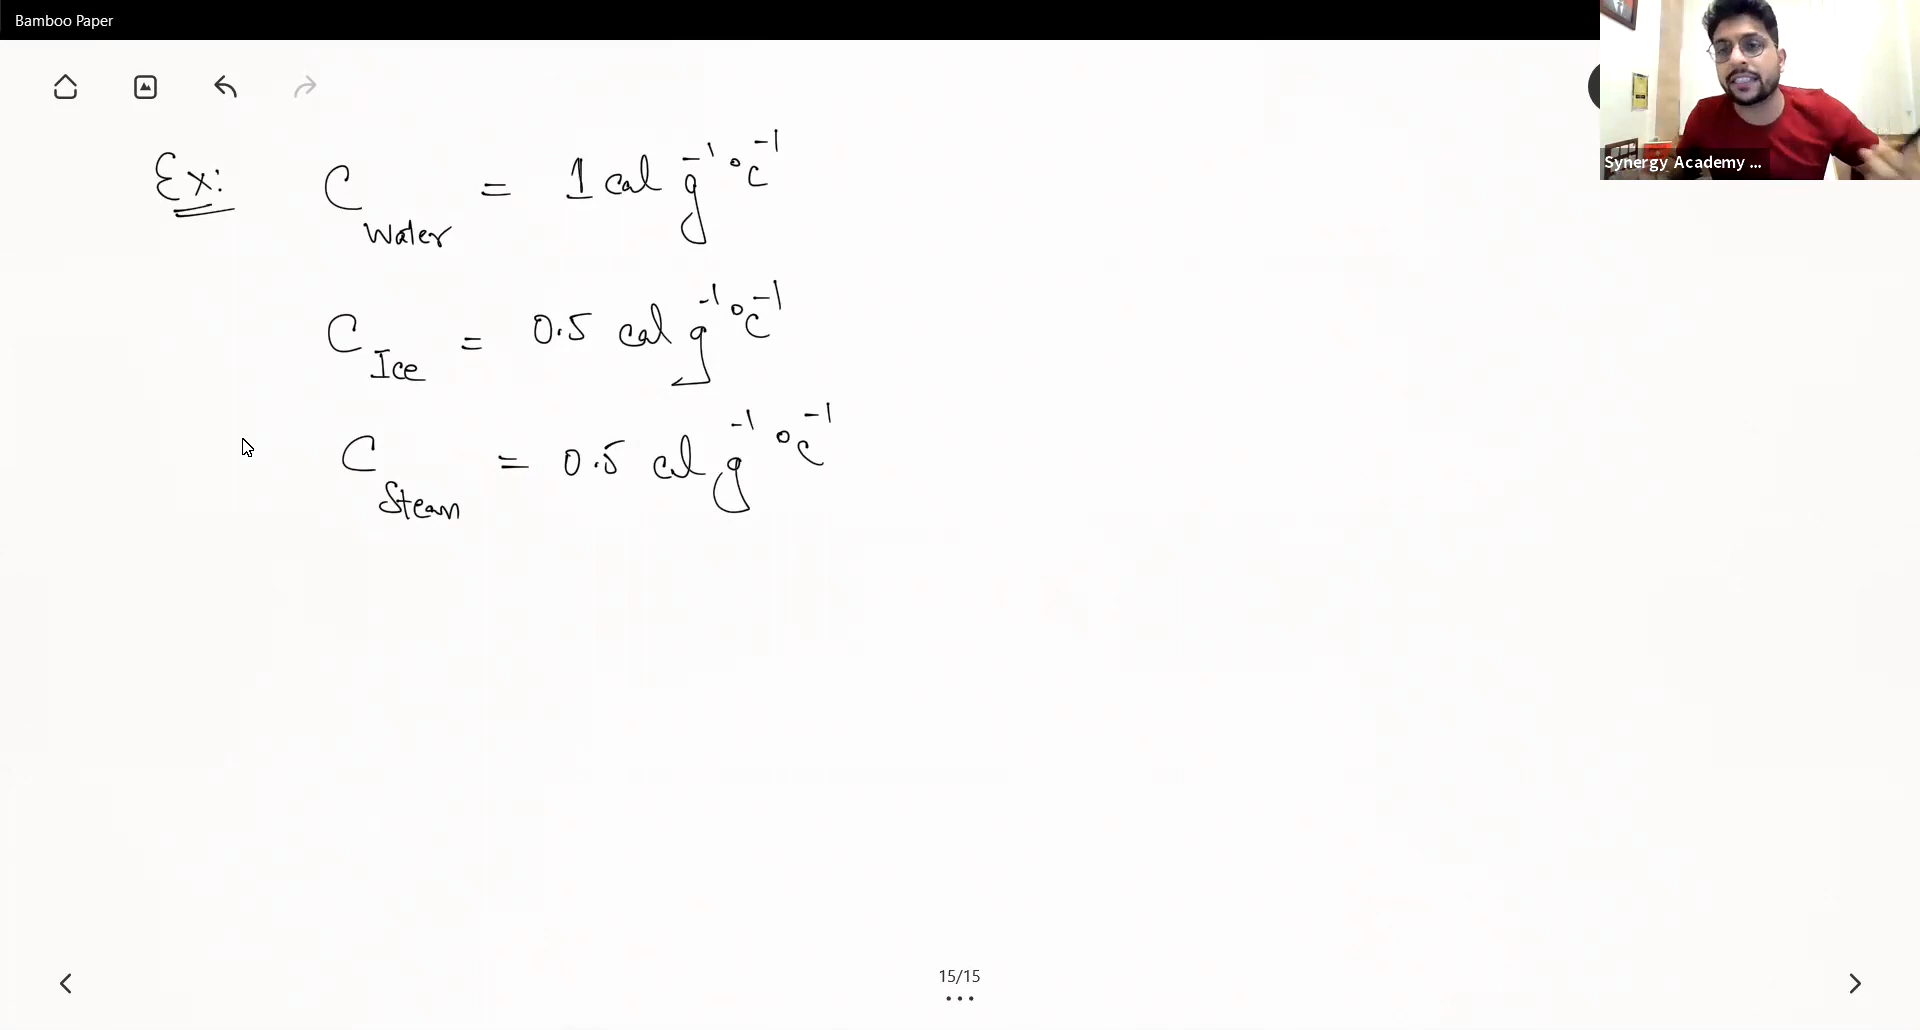 Bamboo Paper
Synergy Academy ...
Ex: C Water = 1 cal g⁻¹ °C⁻¹
C Ice = 0.5 cal g⁻¹ °C⁻¹
C Steam = 0.5 cal g⁻¹ °C⁻¹
15/15